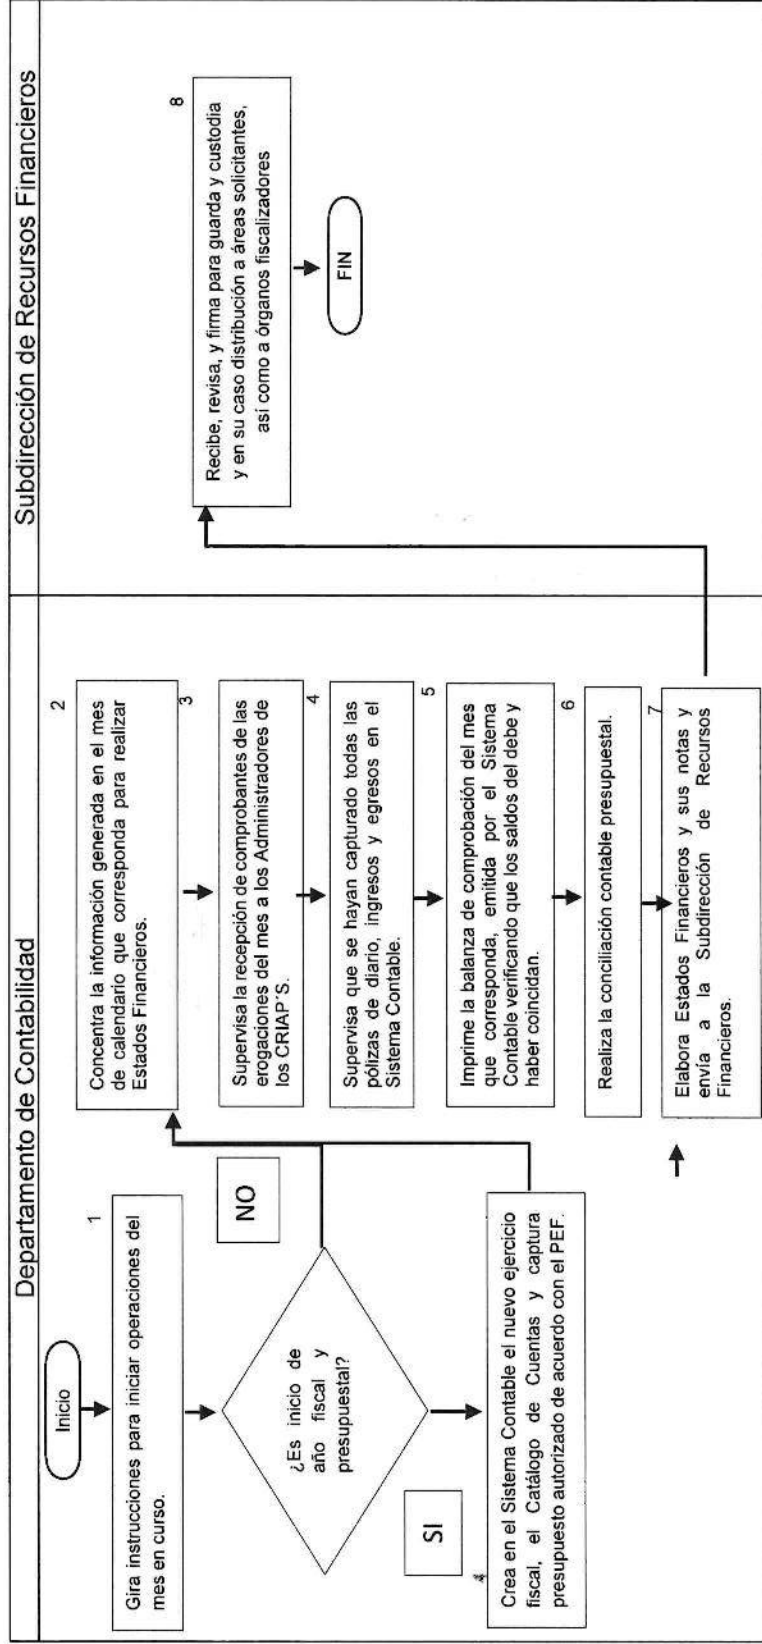 Departamento de Contabilidad
Subdirección de Recursos Financieros
Inicio
1
Gira instrucciones para iniciar operaciones del
mes en curso.
¿Es inicio de
año fiscal y
presupuestal?
NO
SI
Crea en el Sistema Contable el nuevo ejercicio
fiscal, el Catálogo de Cuentas y captura
presupuesto autorizado de acuerdo con el PEF.
2
Concentra la información generada en el mes
de calendario que corresponda para realizar
Estados Financieros.
3
Supervisa la recepción de comprobantes de las
erogaciones del mes a los Administradores de
los CRIAP´S.
4
Supervisa que se hayan capturado todas las
pólizas de diario, ingresos y egresos en el
Sistema Contable.
5
Imprime la balanza de comprobación del mes
que corresponda, emitida por el Sistema
Contable verificando que los saldos del debe y
haber coincidan.
6
Realiza la conciliación contable presupuestal.
7
Elabora Estados Financieros y sus notas y
envía a la Subdirección de Recursos
Financieros.
8
Recibe, revisa, y firma para guarda y custodia
y en su caso distribución a áreas solicitantes,
así como a órganos fiscalizadores
FIN